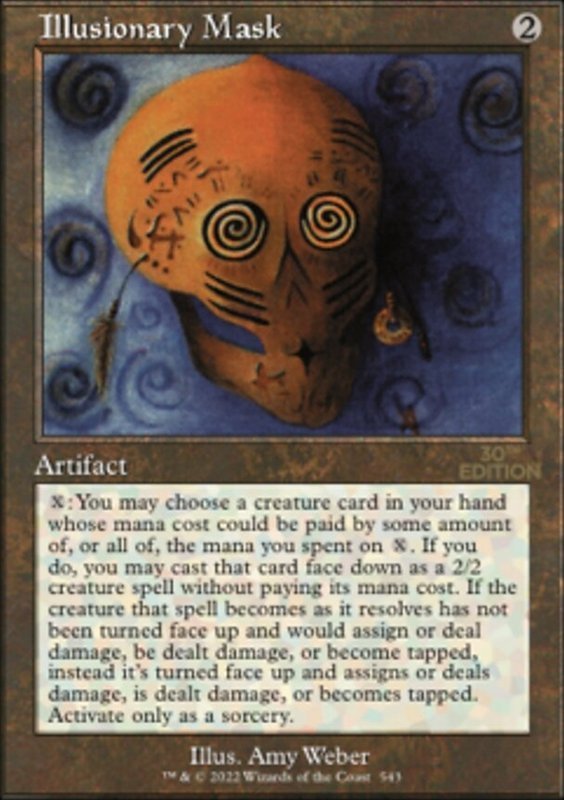 Illusionary Mask 2
Artifact
30TH
EDITION
X: You may choose a creature card in your hand
whose mana cost could be paid by some amount
of, or all of, the mana you spent on X. If you
do, you may cast that card face down as a 2/2
creature spell without paying its mana cost. If the
creature that spell becomes as it resolves has not
been turned face up and would assign or deal
damage, be dealt damage, or become tapped,
instead it's turned face up and assigns or deals
damage, is dealt damage, or becomes tapped.
Activate only as a sorcery.
Illus. Amy Weber
™ & © 2022 Wizards of the Coast 543